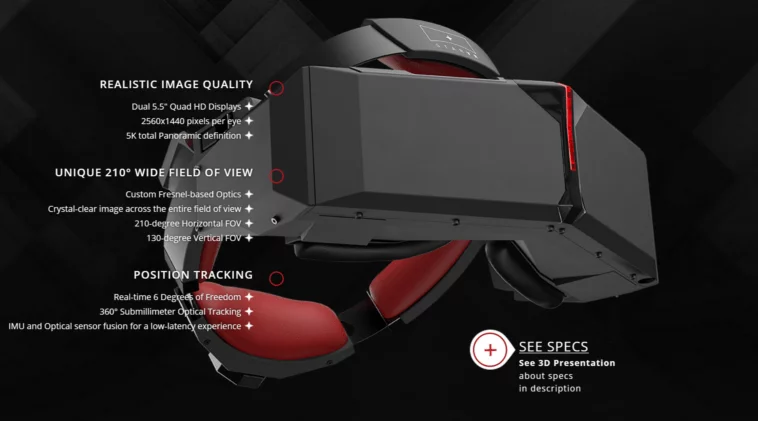 REALISTIC IMAGE QUALITY
Dual 5.5" Quad HD Displays
2560x1440 pixels per eye
5K total Panoramic definition
UNIQUE 210° WIDE FIELD OF VIEW
Custom Fresnel-based Optics
Crystal-clear image across the entire field of view
210-degree Horizontal FOV
130-degree Vertical FOV
POSITION TRACKING
Real-time 6 Degrees of Freedom
360° Submillimeter Optical Tracking
IMU and Optical sensor fusion for a low-latency experience
SEE SPECS
See 3D Presentation
about specs
in description